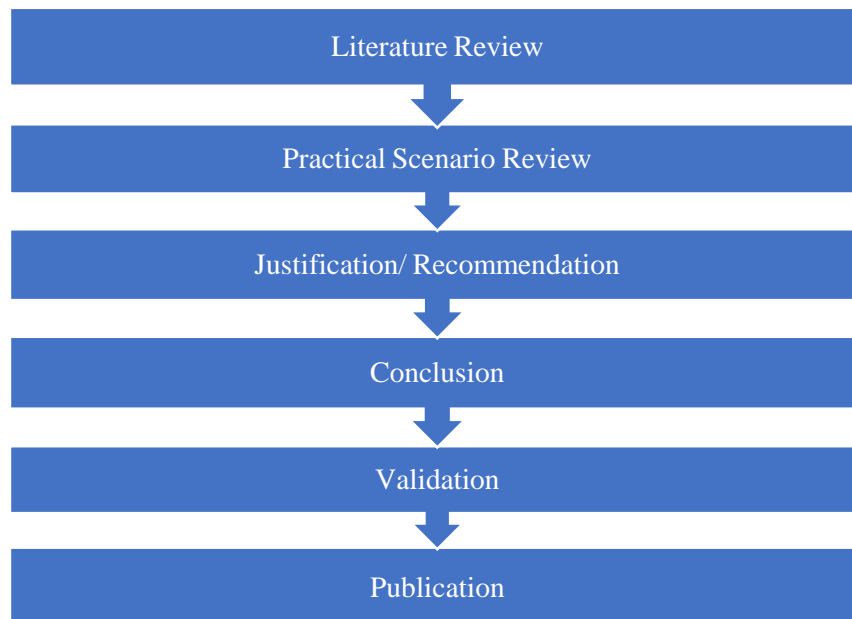 Literature Review
Practical Scenario Review
Justification/ Recommendation
Conclusion
Validation
Publication